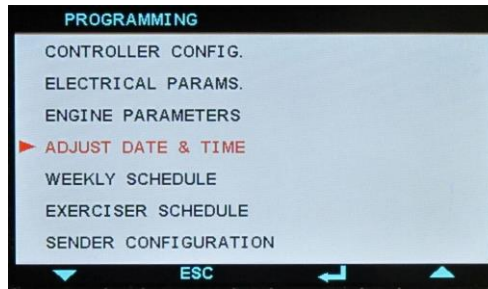 PROGRAMMING
CONTROLLER CONFIG.
ELECTRICAL PARAMS.
ENGINE PARAMETERS
ADJUST DATE & TIME
WEEKLY SCHEDULE
EXERCISER SCHEDULE
SENDER CONFIGURATION
ESC